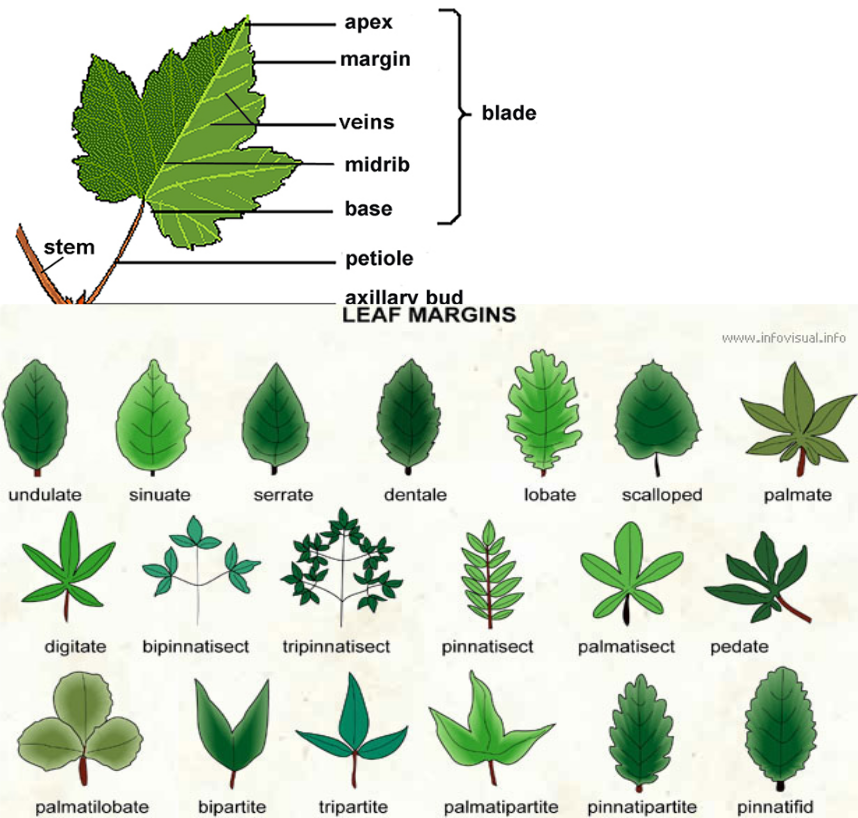 apex
margin
veins
blade
midrib
base
stem
petiole
axillary bud
LEAF MARGINS
www.infovisual.info
undulate sinuate serrate dentale lobate scalloped palmate
digitate bipinnatisect tripinnatisect pinnatisect palmatisect pedate
palmatilobate bipartite tripartite palmatipartite pinnatipartite pinnatifid